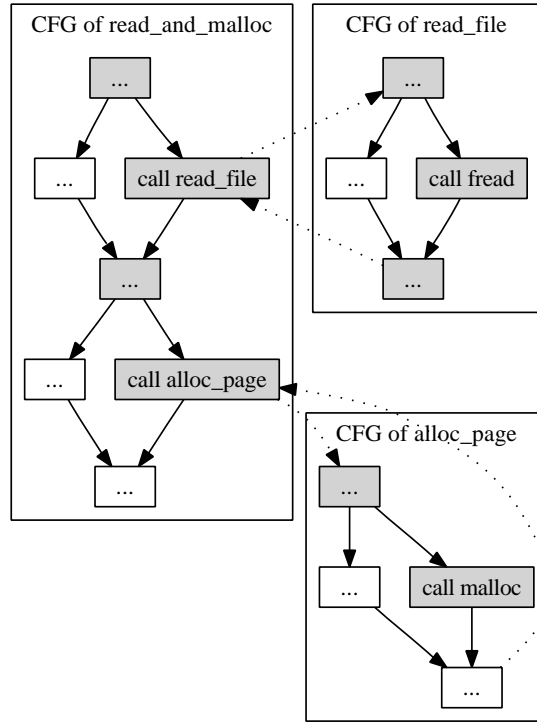 CFG of read_and_malloc
...
...
call read_file
...
...
call alloc_page
...
CFG of read_file
...
...
call fread
...
CFG of alloc_page
...
...
call malloc
...